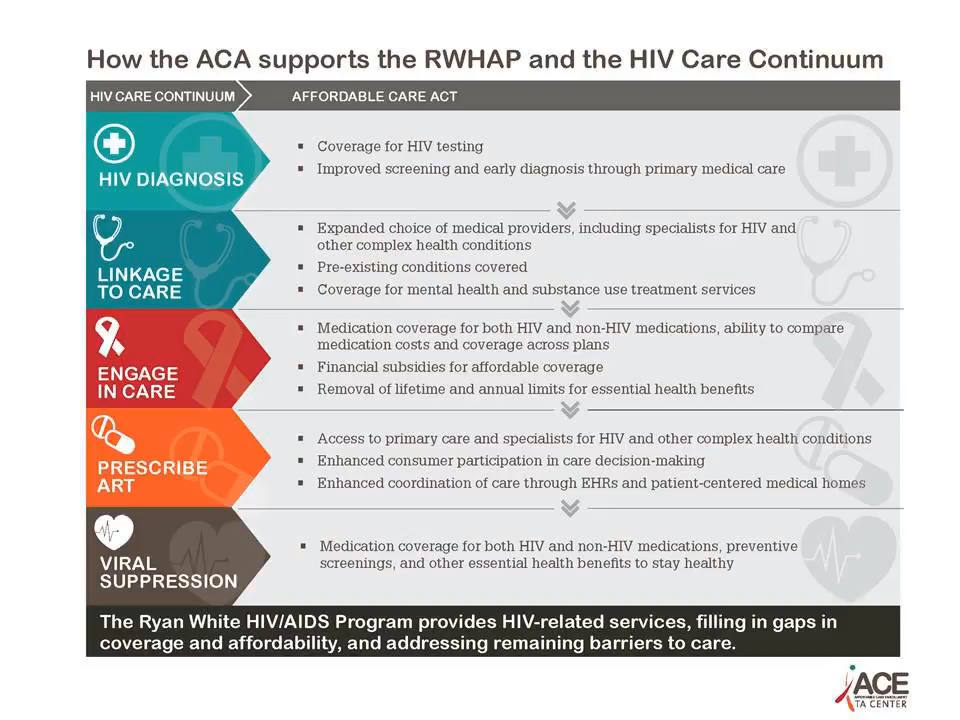 How the ACA supports the RWHAP and the HIV Care Continuum
HIV CARE CONTINUUM
AFFORDABLE CARE ACT
HIV DIAGNOSIS
▪ Coverage for HIV testing
▪ Improved screening and early diagnosis through primary medical care
LINKAGE
TO CARE
▪ Expanded choice of medical providers, including specialists for HIV and
other complex health conditions
▪ Pre-existing conditions covered
▪ Coverage for mental health and substance use treatment services
ENGAGE
IN CARE
▪ Medication coverage for both HIV and non-HIV medications, ability to compare
medication costs and coverage across plans
▪ Financial subsidies for affordable coverage
▪ Removal of lifetime and annual limits for essential health benefits
PRESCRIBE
ART
▪ Access to primary care and specialists for HIV and other complex health conditions
▪ Enhanced consumer participation in care decision-making
▪ Enhanced coordination of care through EHRs and patient-centered medical homes
VIRAL
SUPPRESSION
▪ Medication coverage for both HIV and non-HIV medications, preventive
screenings, and other essential health benefits to stay healthy
The Ryan White HIV/AIDS Program provides HIV-related services, filling in gaps in
coverage and affordability, and addressing remaining barriers to care.
ACE
AFFORDABLE CARE ENROLLMENT
TA CENTER